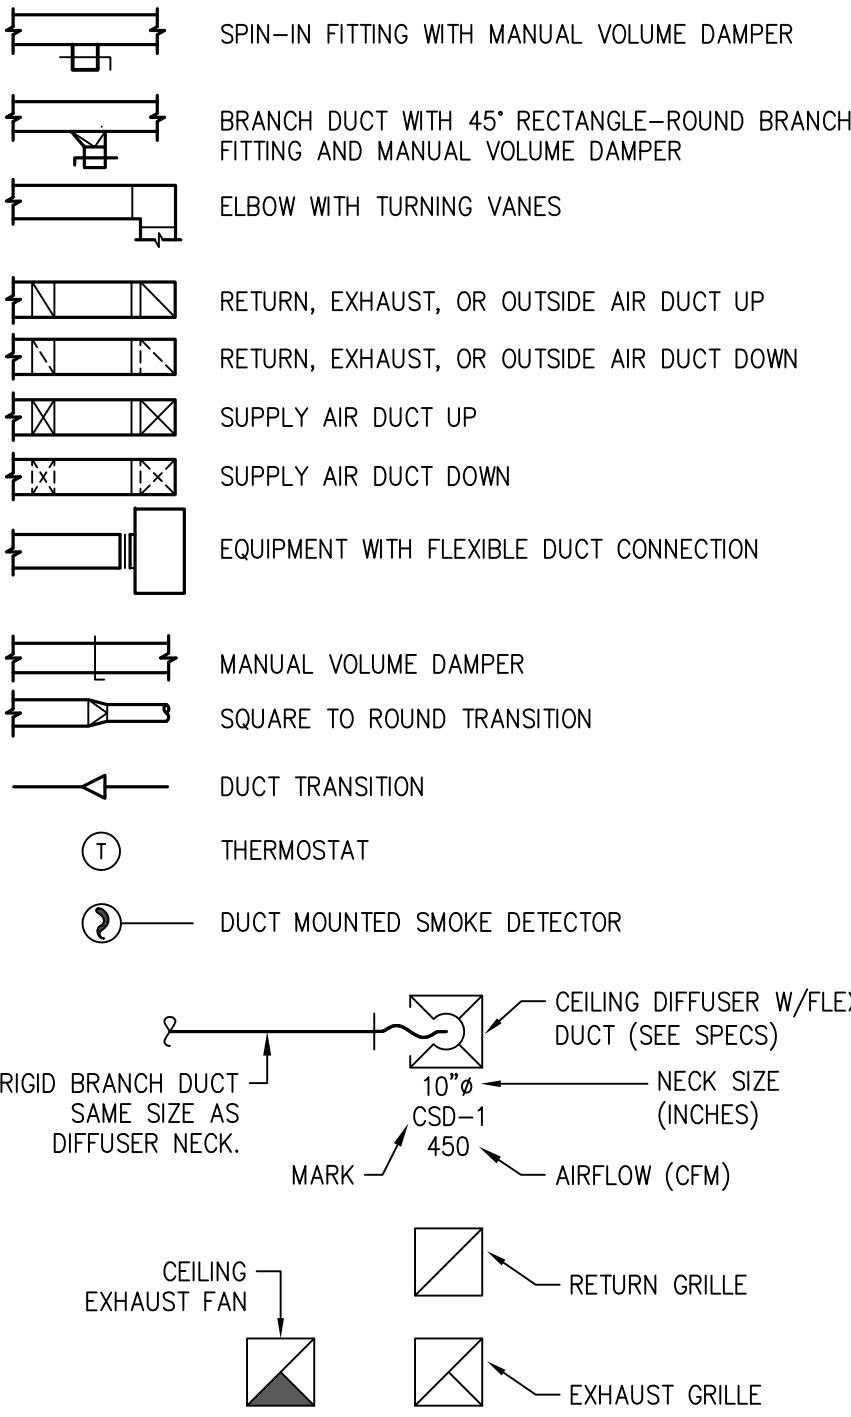 SPIN-IN FITTING WITH MANUAL VOLUME DAMPER
BRANCH DUCT WITH 45° RECTANGLE-ROUND BRANCH
FITTING AND MANUAL VOLUME DAMPER
ELBOW WITH TURNING VANES
RETURN, EXHAUST, OR OUTSIDE AIR DUCT UP
RETURN, EXHAUST, OR OUTSIDE AIR DUCT DOWN
SUPPLY AIR DUCT UP
SUPPLY AIR DUCT DOWN
EQUIPMENT WITH FLEXIBLE DUCT CONNECTION
MANUAL VOLUME DAMPER
SQUARE TO ROUND TRANSITION
DUCT TRANSITION
T THERMOSTAT
DUCT MOUNTED SMOKE DETECTOR
CEILING DIFFUSER W/FLEX
DUCT (SEE SPECS)
RIGID BRANCH DUCT
SAME SIZE AS
DIFFUSER NECK.
10"ø
CSD-1
450
NECK SIZE
(INCHES)
MARK
AIRFLOW (CFM)
CEILING
EXHAUST FAN
RETURN GRILLE
EXHAUST GRILLE